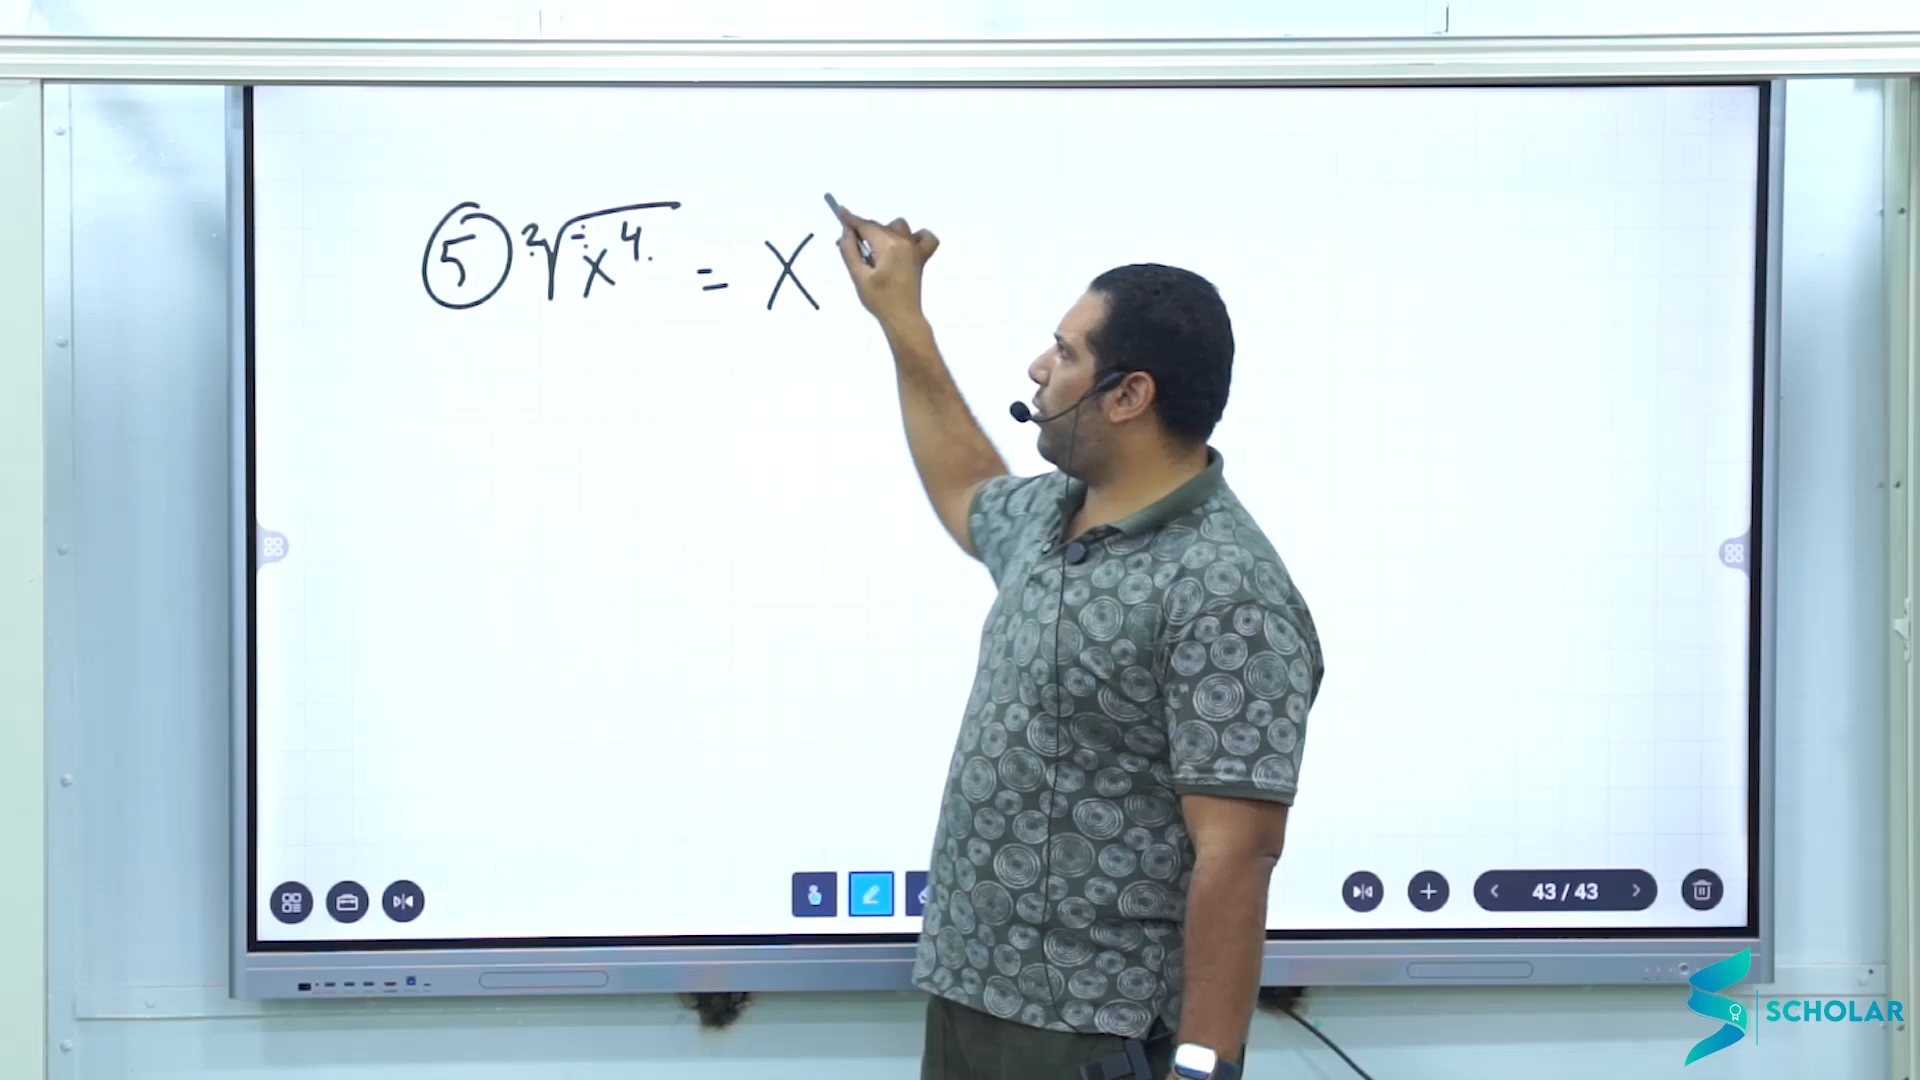 ⑤ ²√x⁴ = x
43 / 43
SCHOLAR